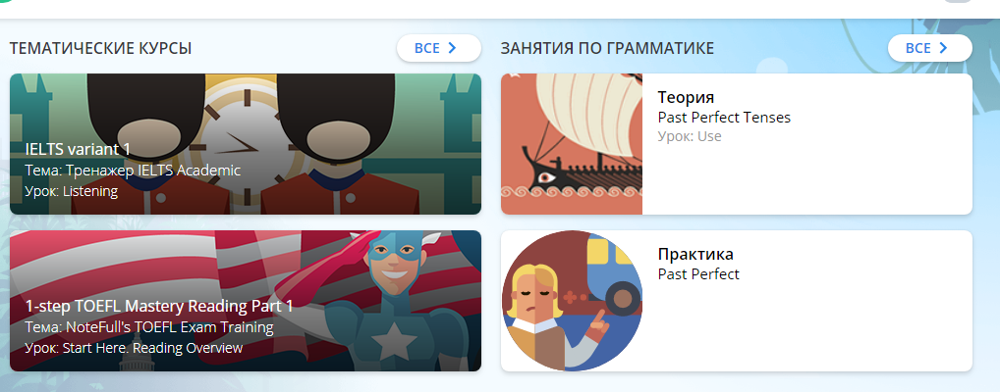 ТЕМАТИЧЕСКИЕ КУРСЫ
ВСЕ
IELTS variant 1
Тема: Тренажер IELTS Academic
Урок: Listening
1-step TOEFL Mastery Reading Part 1
Тема: NoteFull's TOEFL Exam Training
Урок: Start Here. Reading Overview
ЗАНЯТИЯ ПО ГРАММАТИКЕ
ВСЕ
Теория
Past Perfect Tenses
Урок: Use
Практика
Past Perfect